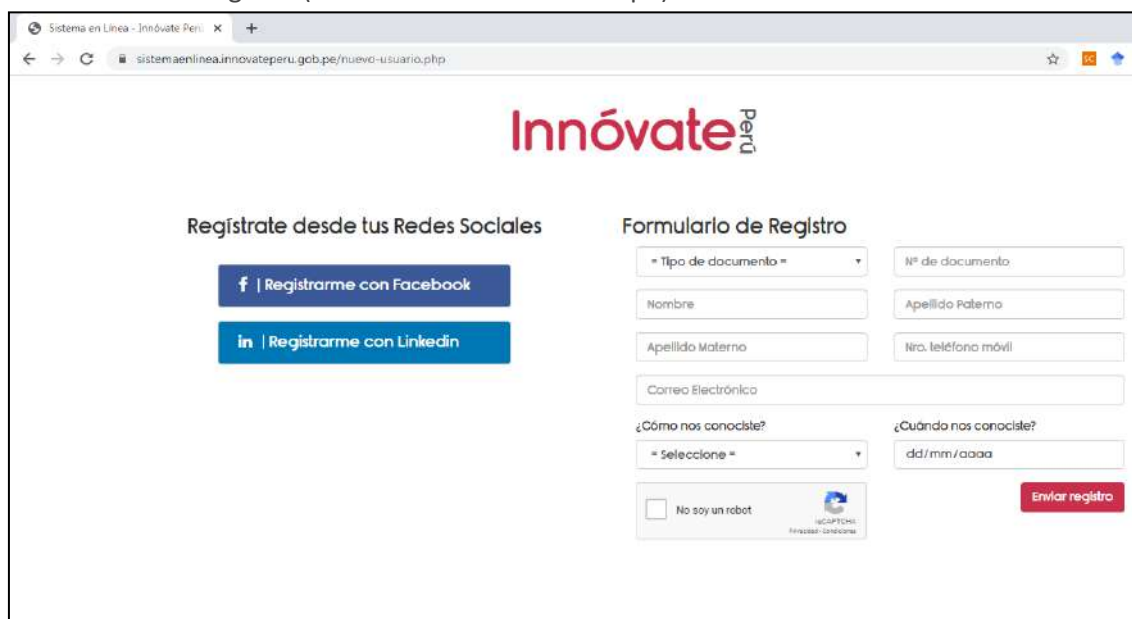 Sistema en Línea - Innóvate Perú
sistemaenlinea.innovateperu.gob.pe/nuevo-usuario.php
Innóvate Perú
Regístrate desde tus Redes Sociales
f | Registrarme con Facebook
in | Registrarme con Linkedin
Formulario de Registro
= Tipo de documento =
Nº de documento
Nombre
Apellido Paterno
Apellido Materno
Nro. teléfono móvil
Correo Electrónico
¿Cómo nos conociste?
¿Cuándo nos conociste?
= Seleccione =
dd/mm/aaaa
No soy un robot
reCAPTCHA
Privacidad - Condiciones
Enviar registro